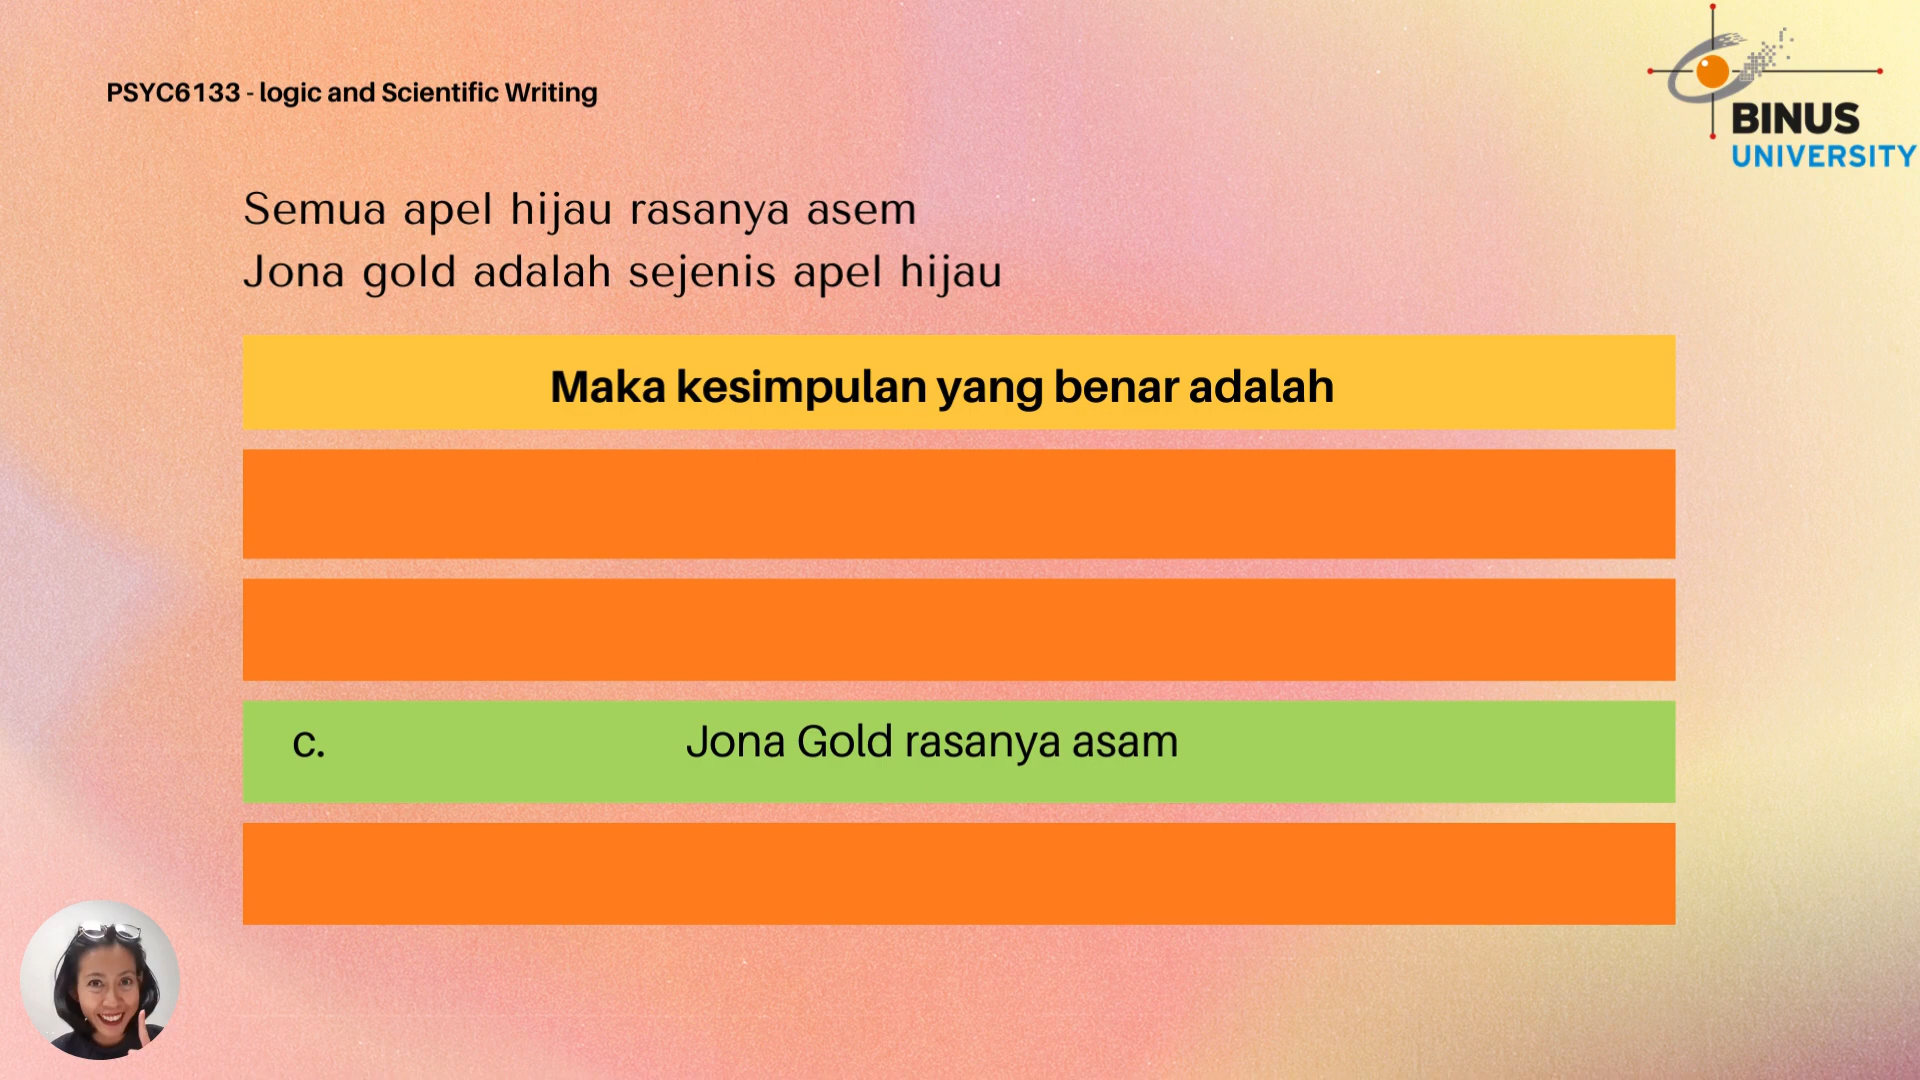 PSYC6133 - logic and Scientific Writing
BINUS
UNIVERSITY
Semua apel hijau rasanya asem
Jona gold adalah sejenis apel hijau
Maka kesimpulan yang benar adalah
c. Jona Gold rasanya asam